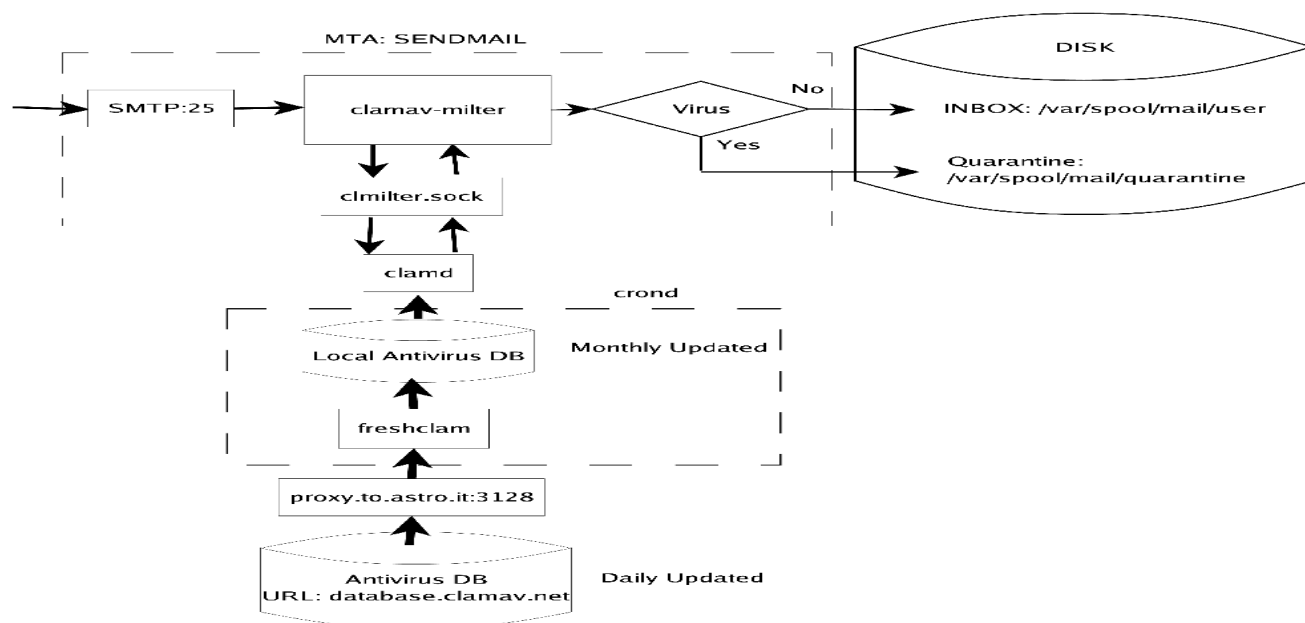 MTA: SENDMAIL
DISK
SMTP:25
clamav-milter
Virus
No
INBOX: /var/spool/mail/user
Yes
Quarantine:
/var/spool/mail/quarantine
clmilter.sock
clamd
crond
Local Antivirus DB
Monthly Updated
freshclam
proxy.to.astro.it:3128
Antivirus DB
URL: database.clamav.net
Daily Updated